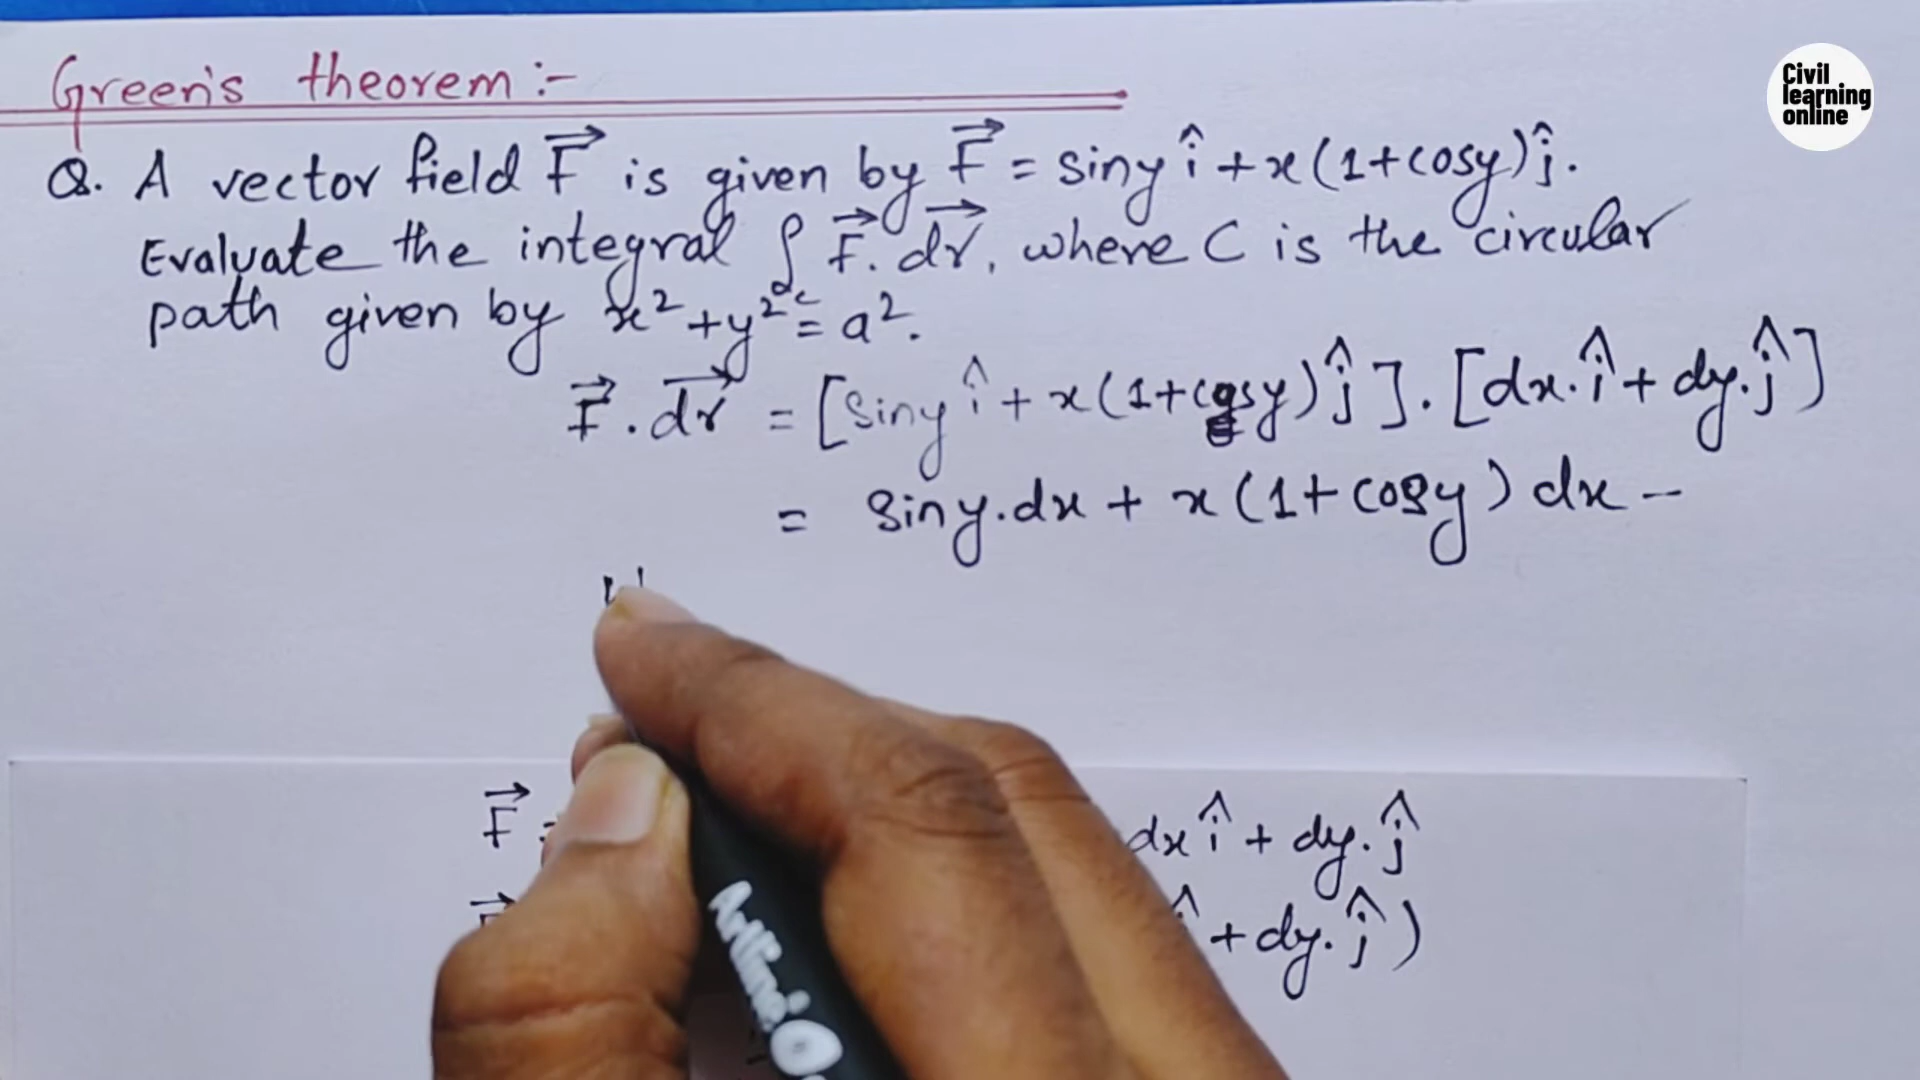 Civil
learning
online
Green's theorem :-
Q. A vector field F⃗ is given by F⃗ = siny î + x(1+cosy)ĵ.
Evaluate the integral ∫c F⃗. dr⃗, where C is the circular
path given by x² + y² = a².
F⃗ . dr⃗ = [siny î + x(1+cosy)ĵ]. [dx.î + dy.ĵ]
= siny.dx + x(1+cosy) dx –
F⃗ = dx î + dy.ĵ
+ dy.ĵ)
Artline